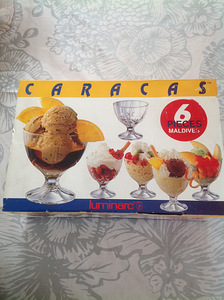 CARACAS
6
PIECES
MALDIVES
luminarc